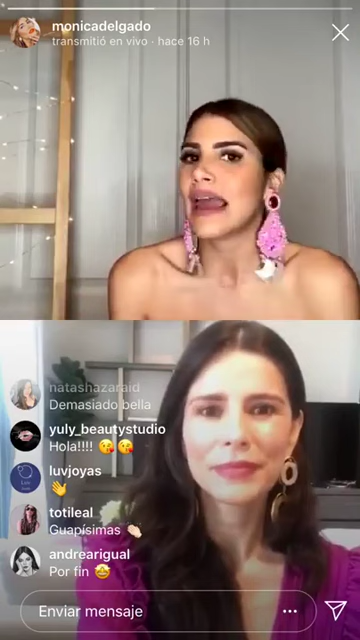 monicadelgado
transmitió en vivo · hace 16 h
natashazaraid
Demasiado bella
yuly_beautystudio
Hola!!!! 😘 😘
luvjoyas
👋
totileal
Guapísimas 👏🏻
andrearigual
Por fin 🤩
Enviar mensaje